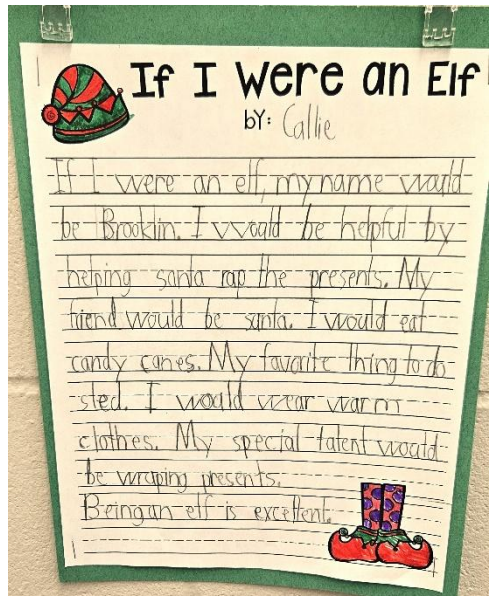 If I Were an Elf
by: Callie
If I were an elf, my name would
be Brooklin. I would be helpful by
helping santa rap the presents. My
friend would be santa. I would eat
candy canes. My favorite thing to do
sled. I would wear warm
clothes. My special talent would
be wraping presents.
Being an elf is excellent.